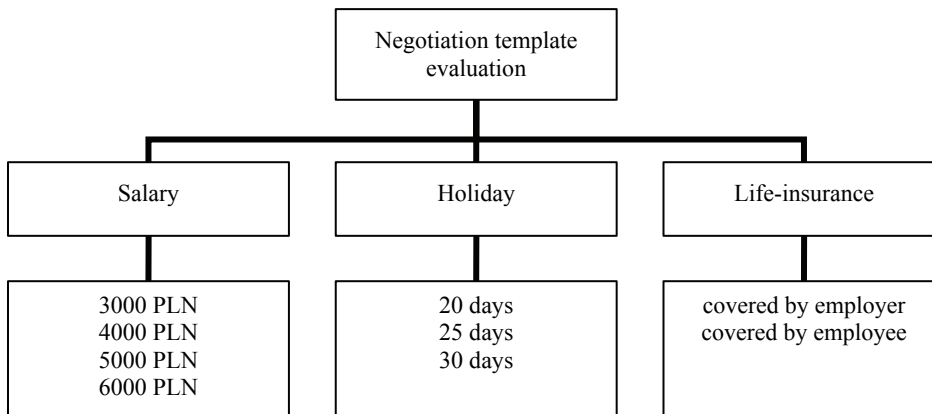 Negotiation template
evaluation
Salary
Holiday
Life-insurance
3000 PLN
4000 PLN
5000 PLN
6000 PLN
20 days
25 days
30 days
covered by employer
covered by employee